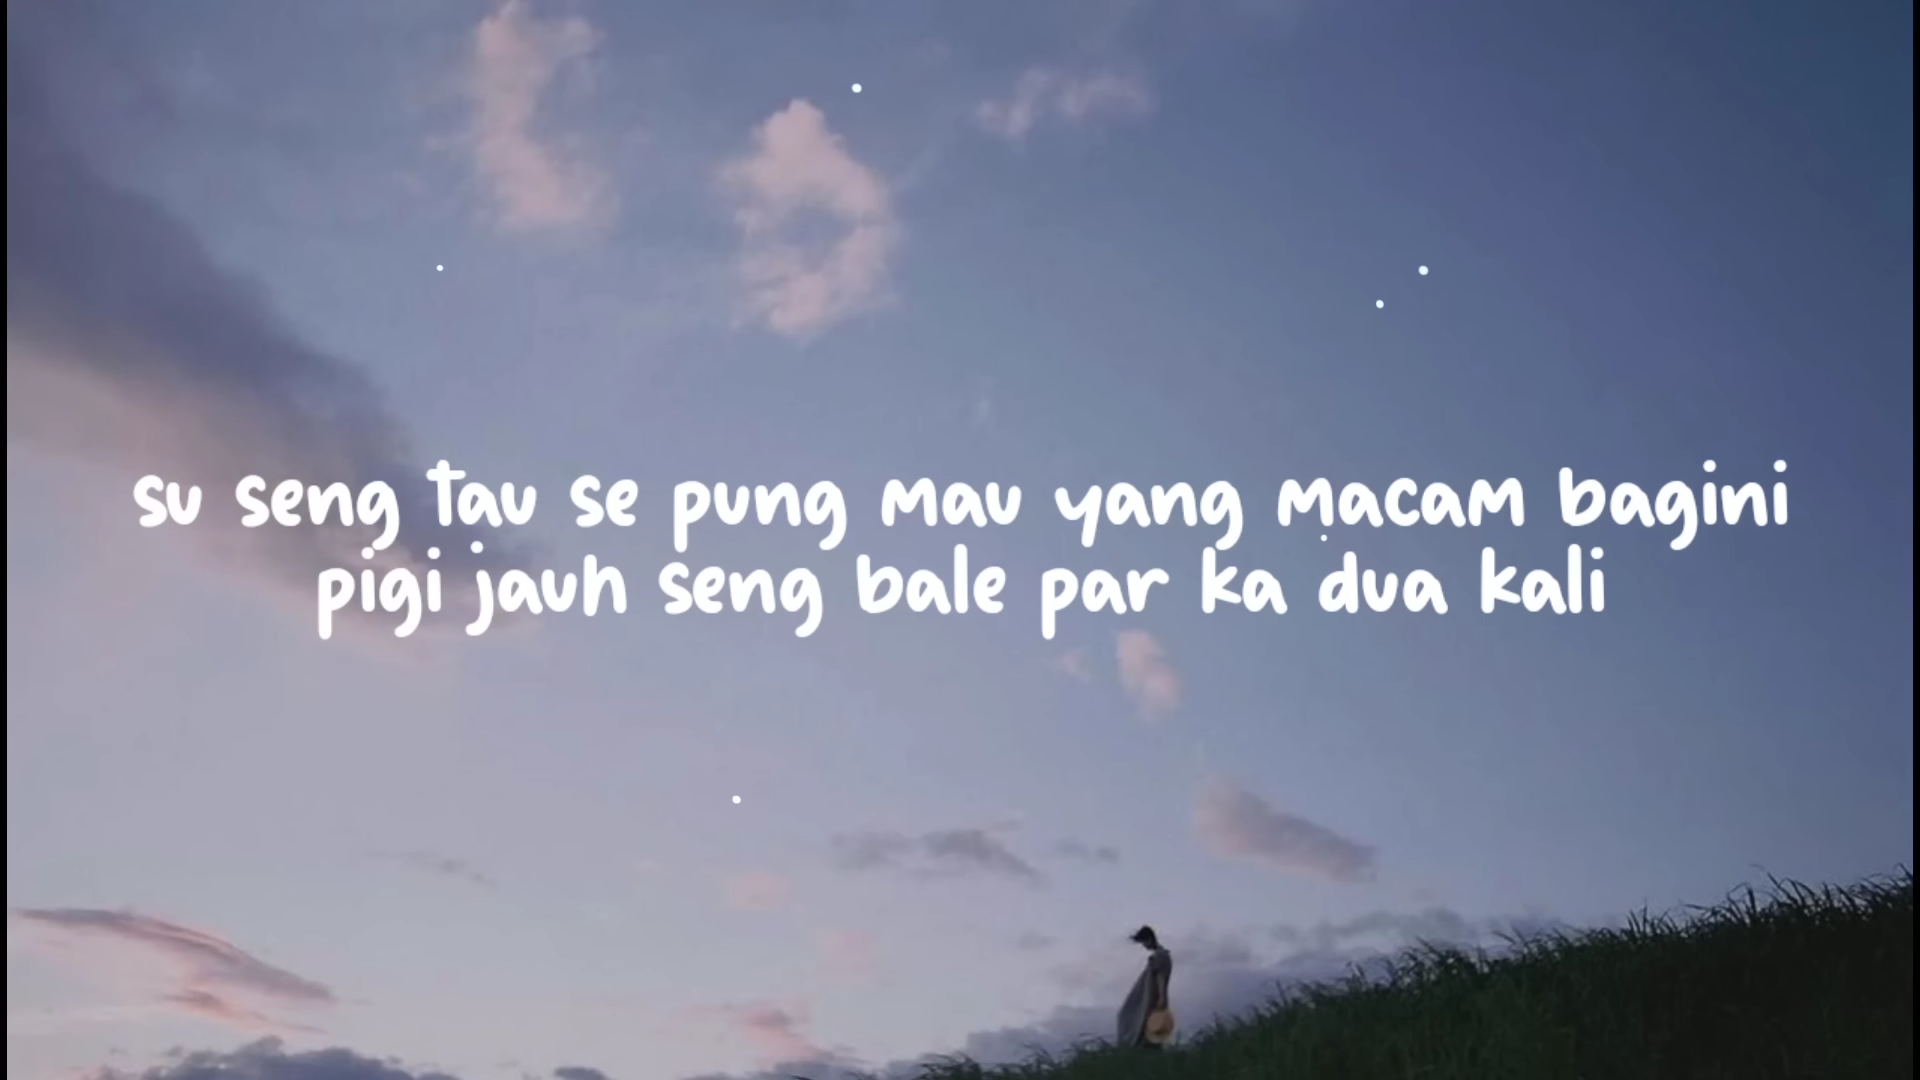 su seng tau se pung mau yang macam bagini
pigi jauh seng bale par ka dua kali